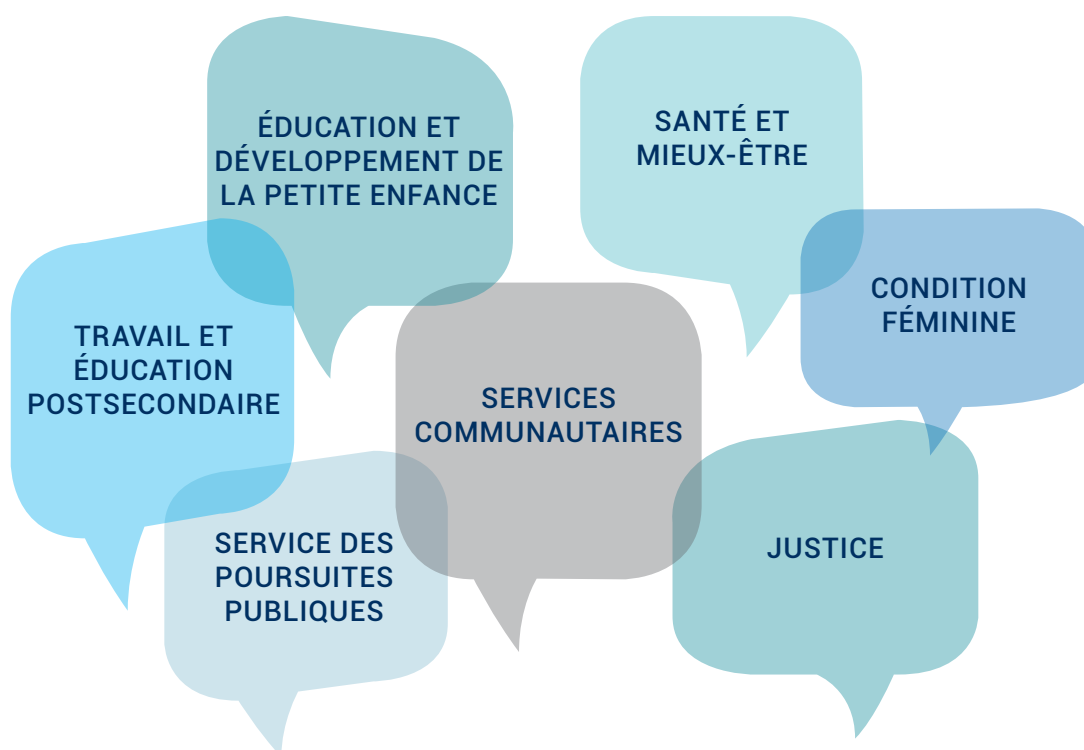 ÉDUCATION ET
DÉVELOPPEMENT DE
LA PETITE ENFANCE
SANTÉ ET
MIEUX-ÊTRE
CONDITION
FÉMININE
TRAVAIL ET
ÉDUCATION
POSTSECONDAIRE
SERVICES
COMMUNAUTAIRES
SERVICE DES
POURSUITES
PUBLIQUES
JUSTICE